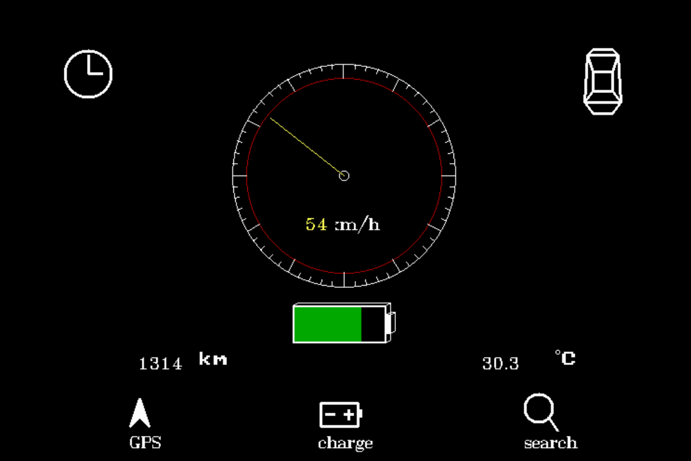 54 :m/h
1314 km
30.3 °C
GPS
charge
search